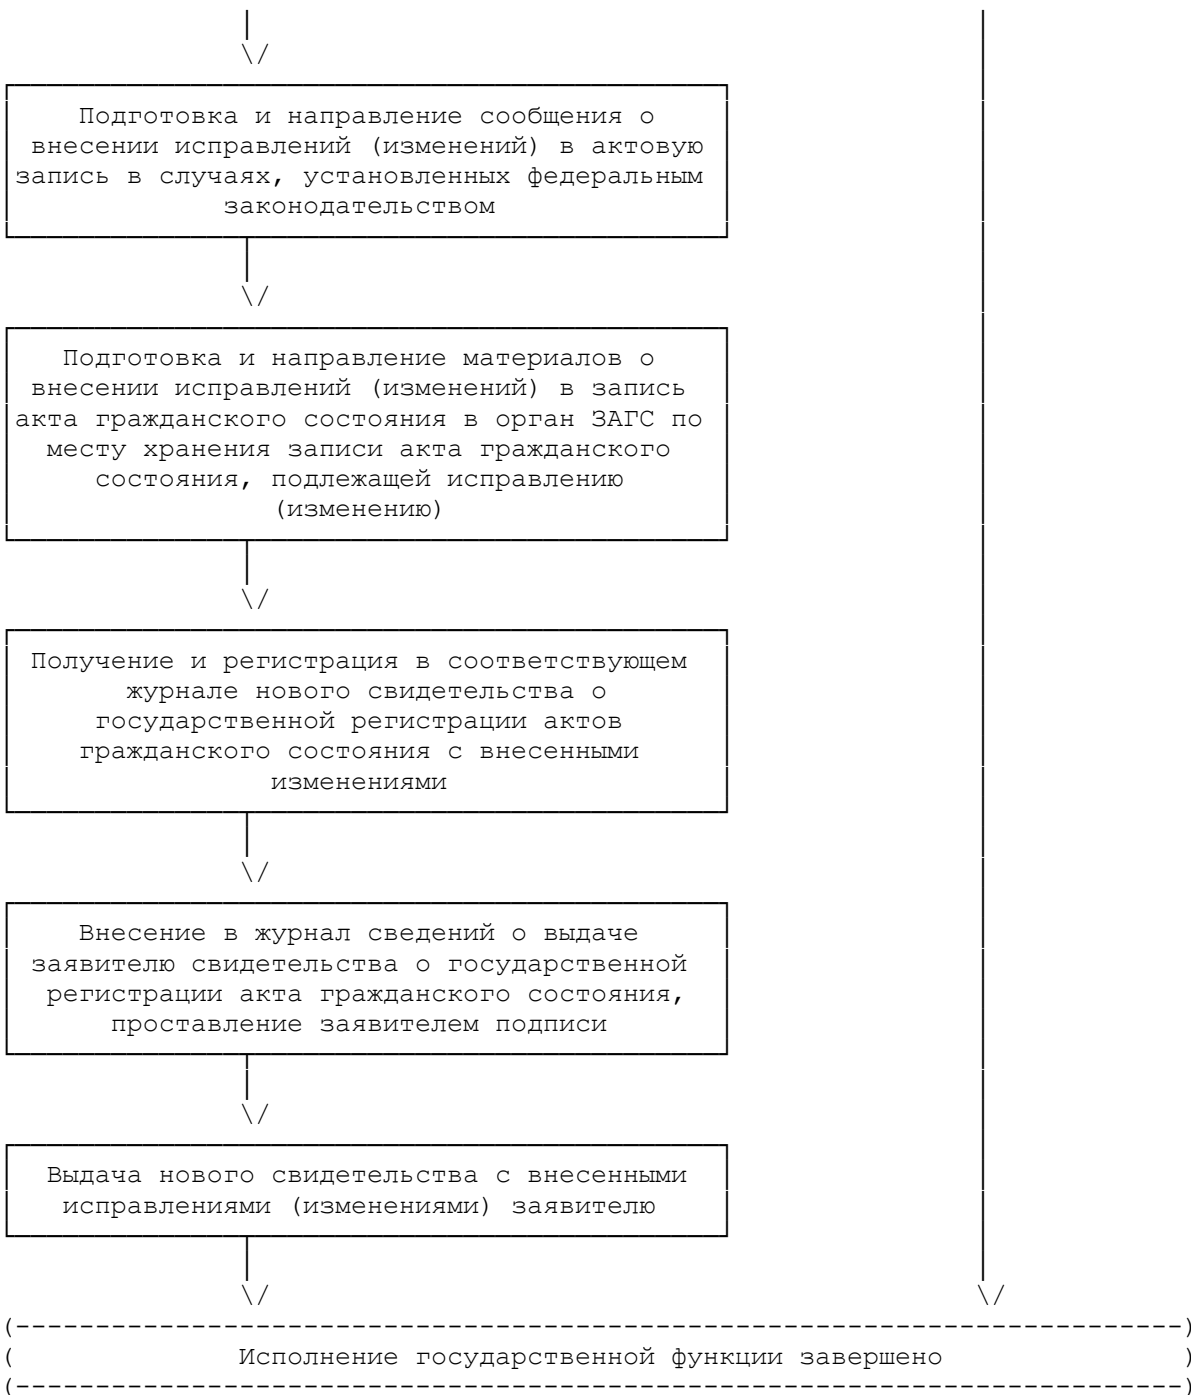 Подготовка и направление сообщения о
внесении исправлений (изменений) в актовую
запись в случаях, установленных федеральным
законодательством
Подготовка и направление материалов о
внесении исправлений (изменений) в запись
акта гражданского состояния в орган ЗАГС по
месту хранения записи акта гражданского
состояния, подлежащей исправлению
(изменению)
Получение и регистрация в соответствующем
журнале нового свидетельства о
государственной регистрации актов
гражданского состояния с внесенными
изменениями
Внесение в журнал сведений о выдаче
заявителю свидетельства о государственной
регистрации акта гражданского состояния,
проставление заявителем подписи
Выдача нового свидетельства с внесенными
исправлениями (изменениями) заявителю
Исполнение государственной функции завершено